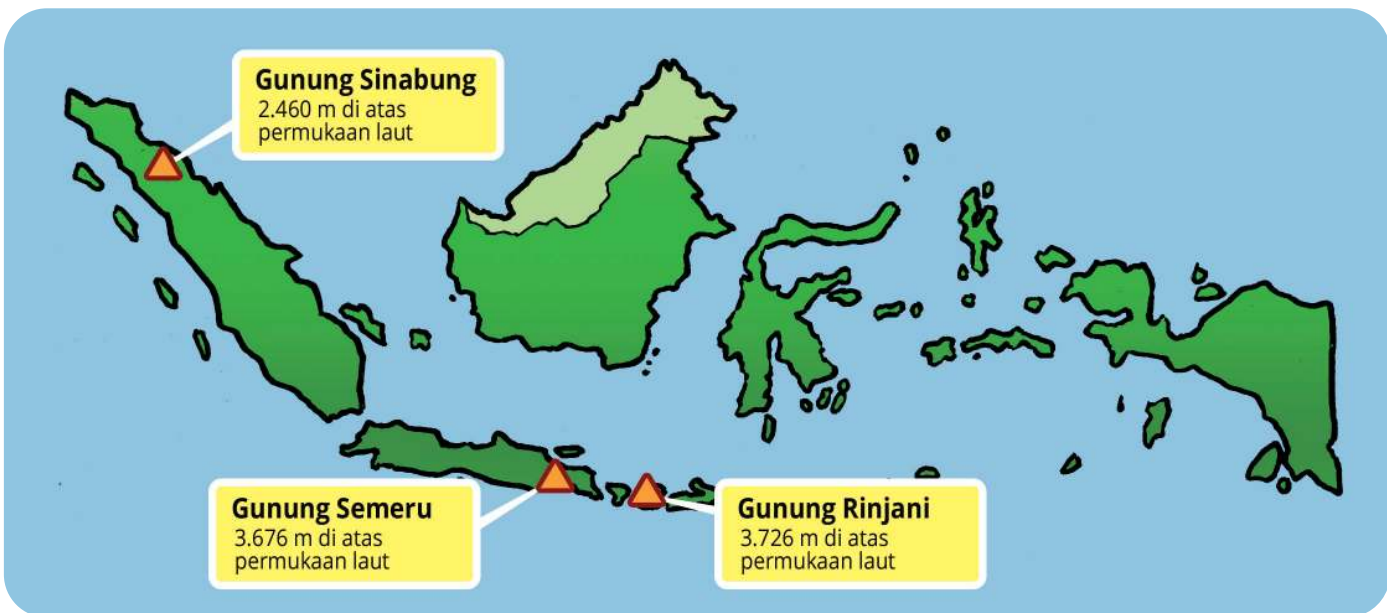 Gunung Sinabung
2.460 m di atas
permukaan laut
Gunung Semeru
3.676 m di atas
permukaan laut
Gunung Rinjani
3.726 m di atas
permukaan laut